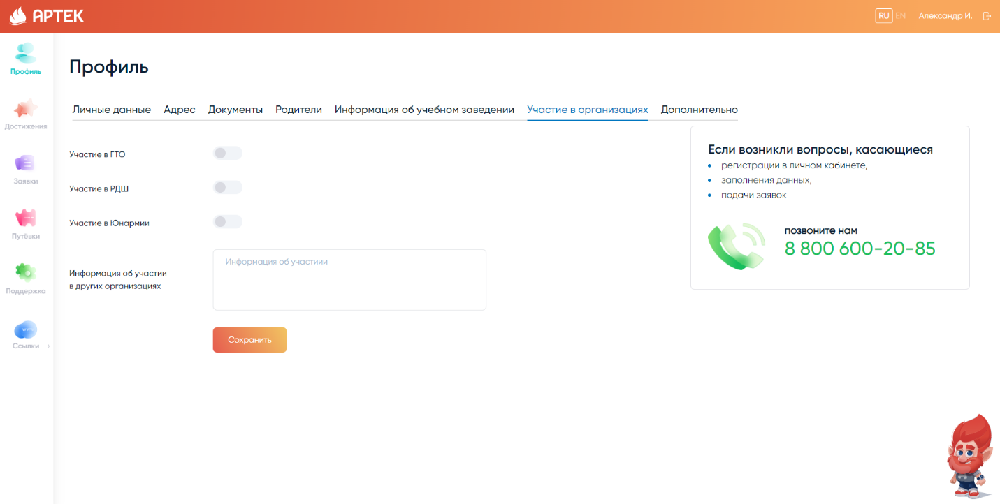 АРТЕК
RU EN Александр И.
Профиль
Достижения
Заявки
Путёвки
Поддержка
Ссылки
Профиль
Личные данные Адрес Документы Родители Информация об учебном заведении Участие в организациях Дополнительно
Участие в ГТО
Участие в РДШ
Участие в Юнармии
Информация об участии
в других организациях
Информация об участиии
Сохранить
Если возникли вопросы, касающиеся
регистрации в личном кабинете,
заполнения данных,
подачи заявок
позвоните нам
8 800 600-20-85